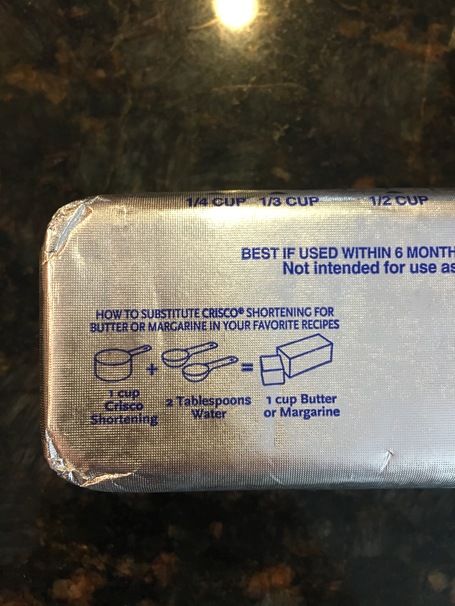 1/4 CUP 1/3 CUP 1/2 CUP
BEST IF USED WITHIN 6 MONTH
Not intended for use as
HOW TO SUBSTITUTE CRISCO® SHORTENING FOR
BUTTER OR MARGARINE IN YOUR FAVORITE RECIPES
+ =
1 cup
Crisco
Shortening
2 Tablespoons
Water
1 cup Butter
or Margarine